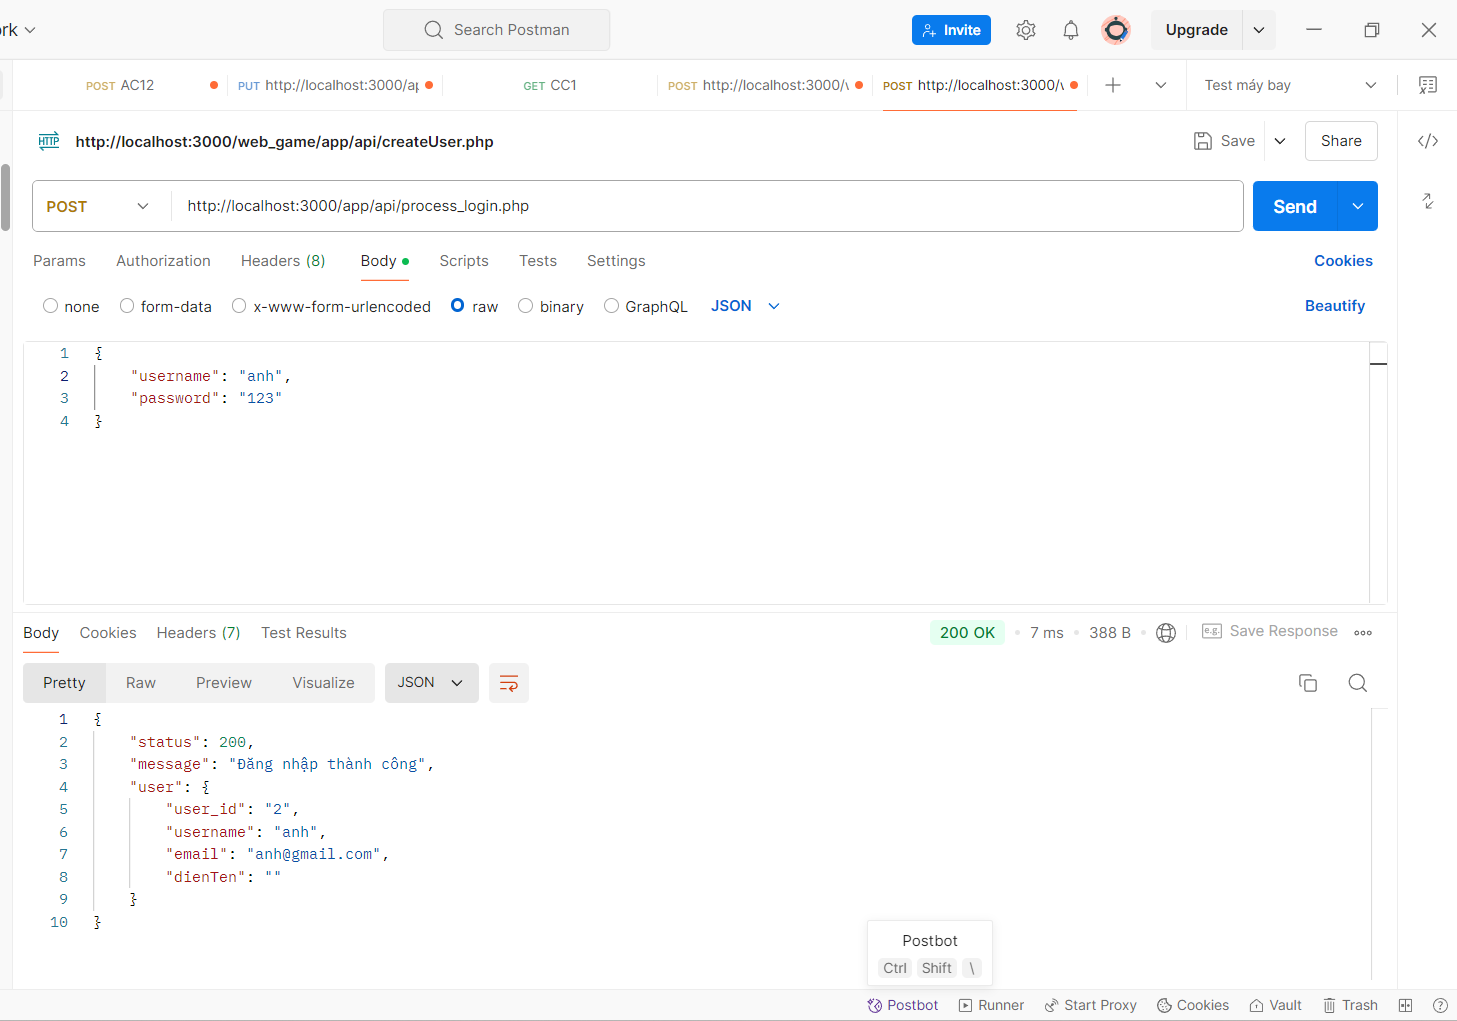 rk
Search Postman
Invite
Upgrade
POST AC12
PUT http://localhost:3000/ap
GET CC1
POST http://localhost:3000/v
POST http://localhost:3000/v
Test máy bay
HTTP http://localhost:3000/web_game/app/api/createUser.php
Save
Share
POST
http://localhost:3000/app/api/process_login.php
Send
Params Authorization Headers (8) Body Scripts Tests Settings
Cookies
none form-data x-www-form-urlencoded raw binary GraphQL JSON
Beautify
1 {
2 "username": "anh",
3 "password": "123"
4 }
Body Cookies Headers (7) Test Results
200 OK 7 ms 388 B
e.g. Save Response
Pretty Raw Preview Visualize JSON
1 {
2 "status": 200,
3 "message": "Đăng nhập thành công",
4 "user": {
5 "user_id": "2",
6 "username": "anh",
7 "email": "anh@gmail.com",
8 "dienTen": ""
9 }
10 }
Postbot
Ctrl Shift \
Postbot Runner Start Proxy Cookies Vault Trash